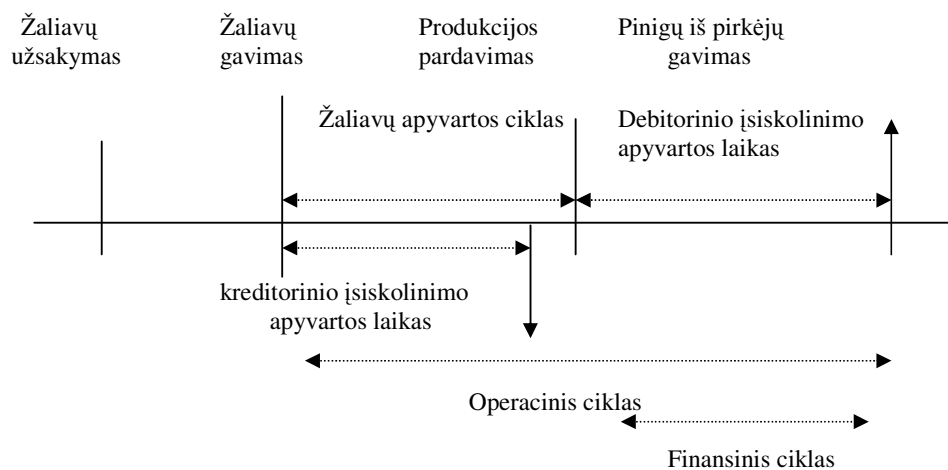 Žaliavų
užsakymas
Žaliavų
gavimas
Produkcijos
pardavimas
Pinigų iš pirkėjų
gavimas
Žaliavų apyvartos ciklas
Debitorinio įsiskolinimo
apyvartos laikas
kreditorinio įsiskolinimo
apyvartos laikas
Operacinis ciklas
Finansinis ciklas